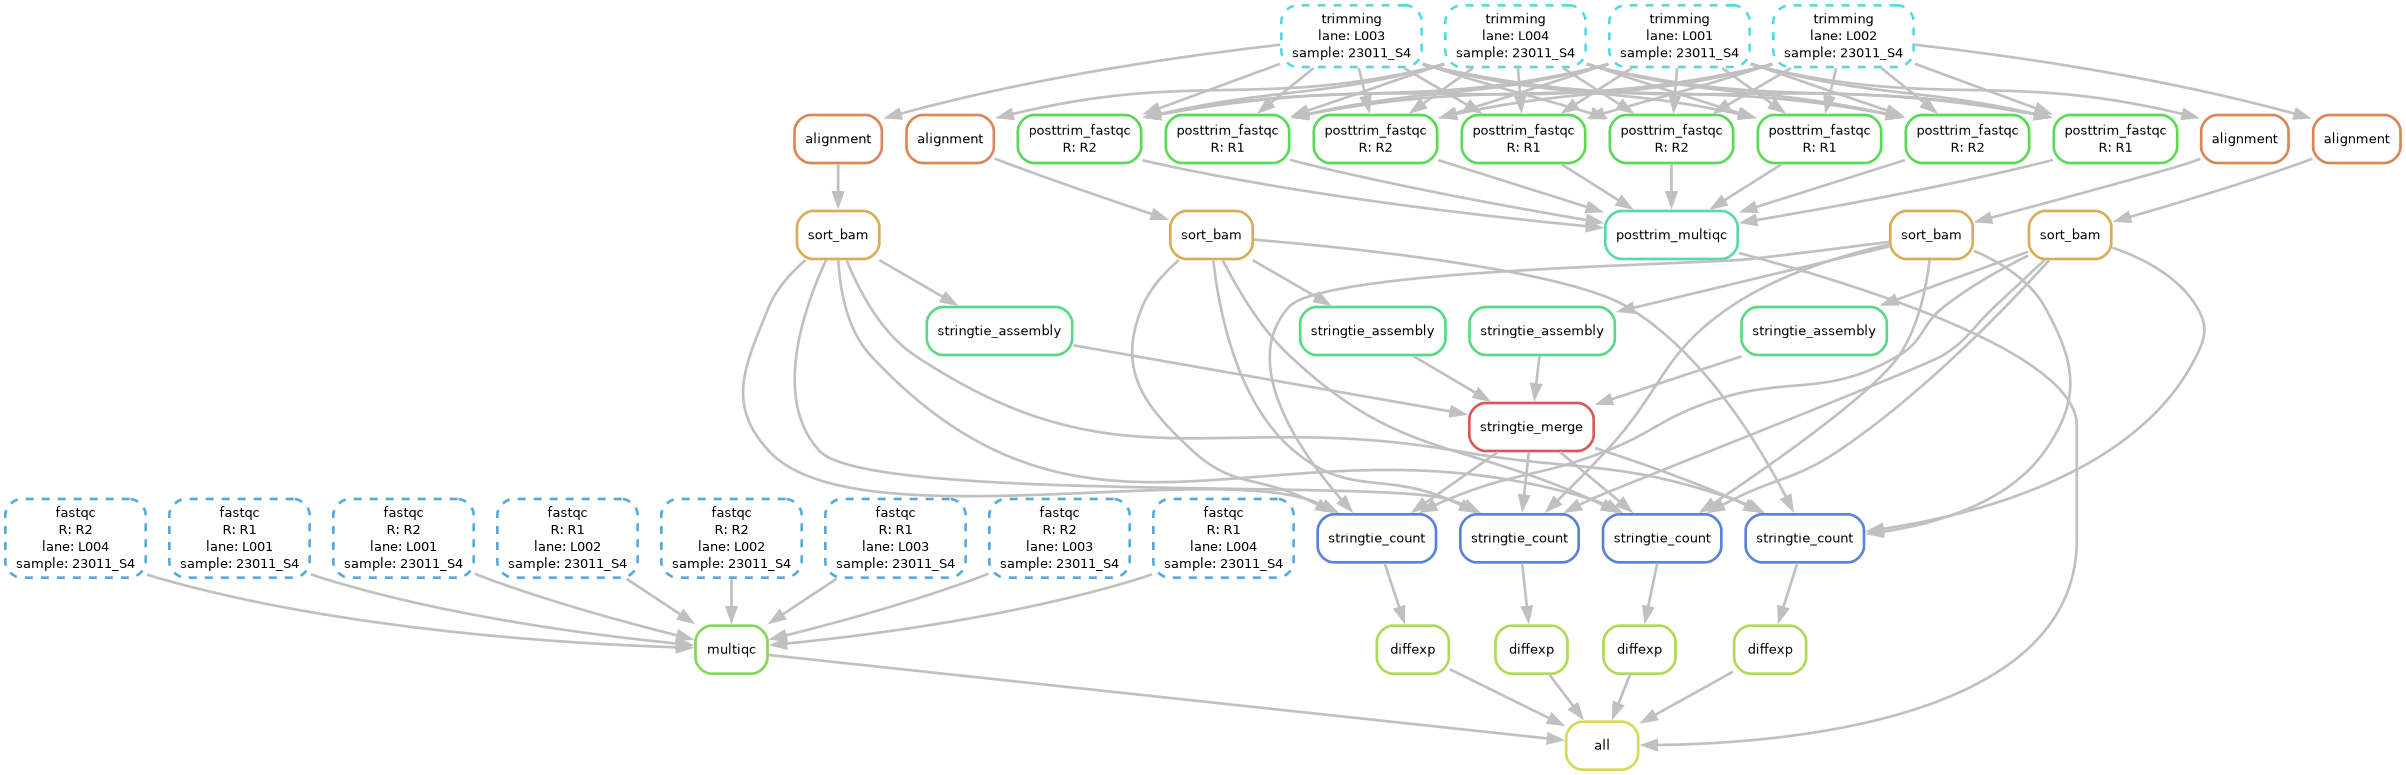 trimming
lane: L003
sample: 23011_S4
trimming
lane: L004
sample: 23011_S4
trimming
lane: L001
sample: 23011_S4
trimming
lane: L002
sample: 23011_S4
alignment
alignment
posttrim_fastqc
R: R2
posttrim_fastqc
R: R1
posttrim_fastqc
R: R2
posttrim_fastqc
R: R1
posttrim_fastqc
R: R2
posttrim_fastqc
R: R1
posttrim_fastqc
R: R2
posttrim_fastqc
R: R1
alignment
alignment
sort_bam
sort_bam
posttrim_multiqc
sort_bam
sort_bam
stringtie_assembly
stringtie_assembly
stringtie_assembly
stringtie_assembly
stringtie_merge
fastqc
R: R2
lane: L004
sample: 23011_S4
fastqc
R: R1
lane: L001
sample: 23011_S4
fastqc
R: R2
lane: L001
sample: 23011_S4
fastqc
R: R1
lane: L002
sample: 23011_S4
fastqc
R: R2
lane: L002
sample: 23011_S4
fastqc
R: R1
lane: L003
sample: 23011_S4
fastqc
R: R2
lane: L003
sample: 23011_S4
fastqc
R: R1
lane: L004
sample: 23011_S4
stringtie_count
stringtie_count
stringtie_count
stringtie_count
multiqc
diffexp
diffexp
diffexp
diffexp
all